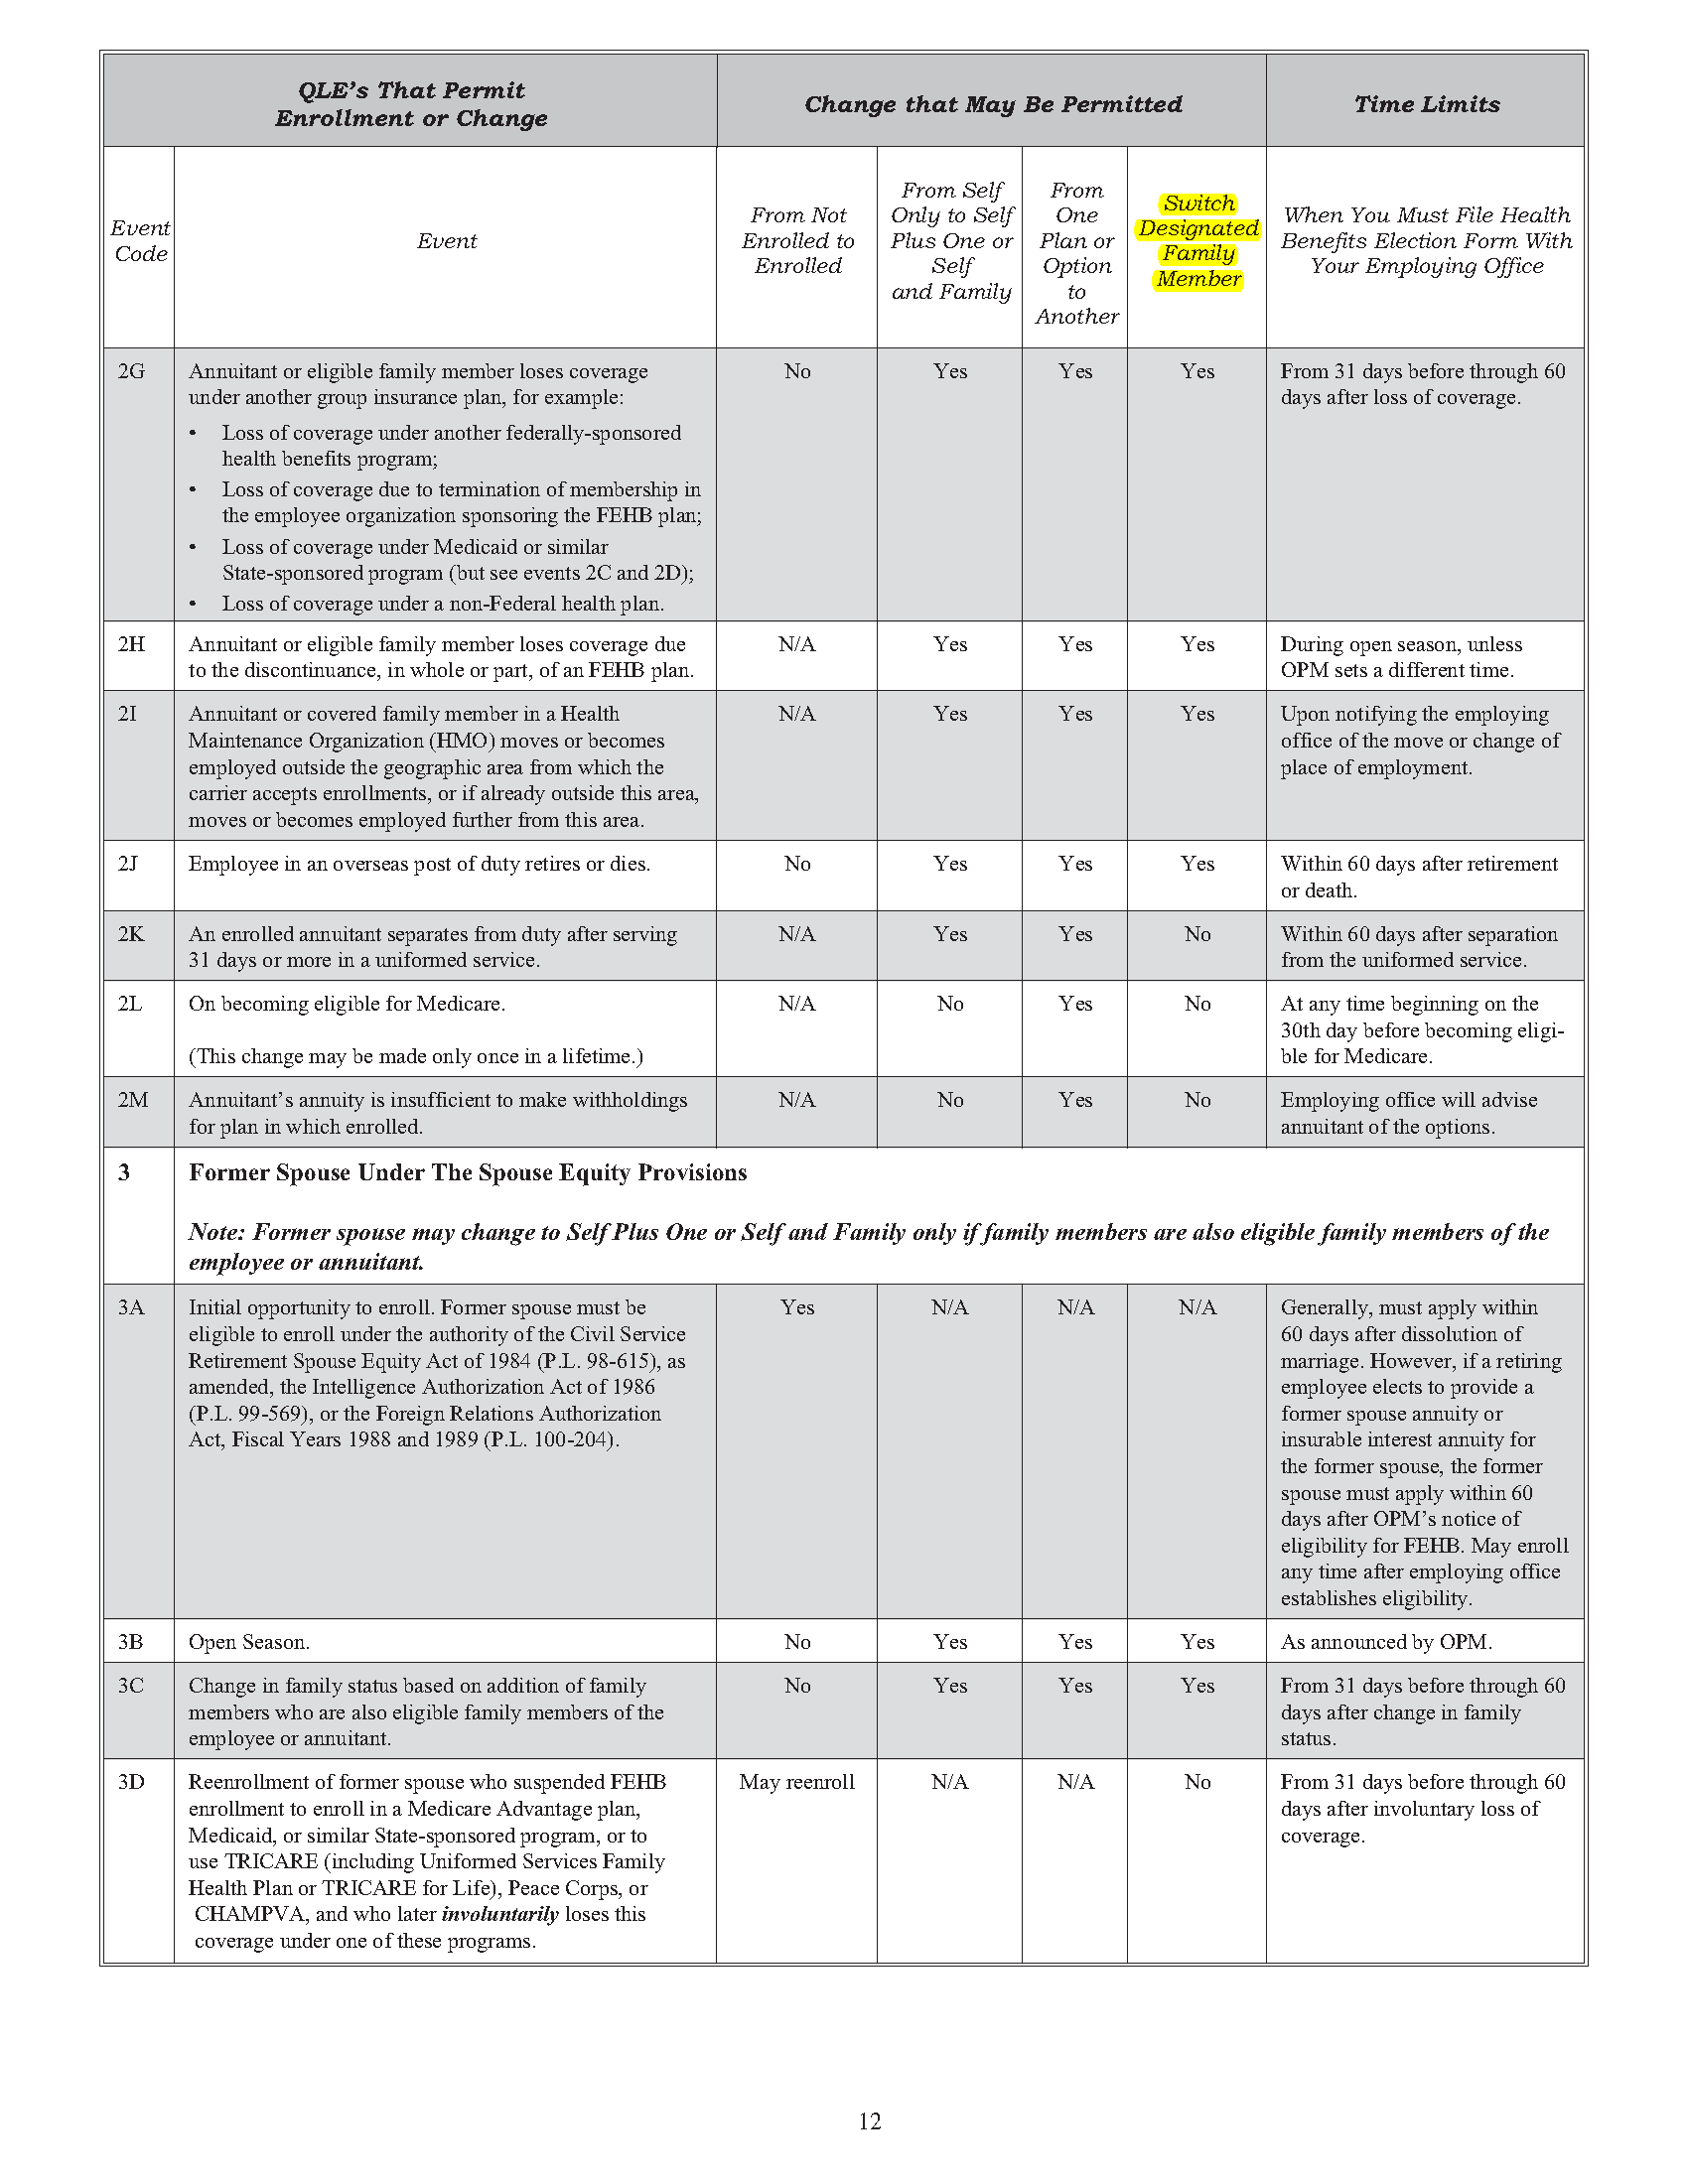 QLE’s That Permit
Enrollment or Change
Change that May Be Permitted
Time Limits
Event
Code
Event
From Not
Enrolled to
Enrolled
From Self
Only to Self
Plus One or
Self
and Family
From
One
Plan or
Option
to
Another
Switch
Designated
Family
Member
When You Must File Health
Benefits Election Form With
Your Employing Office
2G
Annuitant or eligible family member loses coverage
under another group insurance plan, for example:
• Loss of coverage under another federally-sponsored
health benefits program;
• Loss of coverage due to termination of membership in
the employee organization sponsoring the FEHB plan;
• Loss of coverage under Medicaid or similar
State-sponsored program (but see events 2C and 2D);
• Loss of coverage under a non-Federal health plan.
No
Yes
Yes
Yes
From 31 days before through 60
days after loss of coverage.
2H
Annuitant or eligible family member loses coverage due
to the discontinuance, in whole or part, of an FEHB plan.
N/A
Yes
Yes
Yes
During open season, unless
OPM sets a different time.
2I
Annuitant or covered family member in a Health
Maintenance Organization (HMO) moves or becomes
employed outside the geographic area from which the
carrier accepts enrollments, or if already outside this area,
moves or becomes employed further from this area.
N/A
Yes
Yes
Yes
Upon notifying the employing
office of the move or change of
place of employment.
2J
Employee in an overseas post of duty retires or dies.
No
Yes
Yes
Yes
Within 60 days after retirement
or death.
2K
An enrolled annuitant separates from duty after serving
31 days or more in a uniformed service.
N/A
Yes
Yes
No
Within 60 days after separation
from the uniformed service.
2L
On becoming eligible for Medicare.
(This change may be made only once in a lifetime.)
N/A
No
Yes
No
At any time beginning on the
30th day before becoming eligi-
ble for Medicare.
2M
Annuitant’s annuity is insufficient to make withholdings
for plan in which enrolled.
N/A
No
Yes
No
Employing office will advise
annuitant of the options.
3
Former Spouse Under The Spouse Equity Provisions
Note: Former spouse may change to Self Plus One or Self and Family only if family members are also eligible family members of the
employee or annuitant.
3A
Initial opportunity to enroll. Former spouse must be
eligible to enroll under the authority of the Civil Service
Retirement Spouse Equity Act of 1984 (P.L. 98-615), as
amended, the Intelligence Authorization Act of 1986
(P.L. 99-569), or the Foreign Relations Authorization
Act, Fiscal Years 1988 and 1989 (P.L. 100-204).
Yes
N/A
N/A
N/A
Generally, must apply within
60 days after dissolution of
marriage. However, if a retiring
employee elects to provide a
former spouse annuity or
insurable interest annuity for
the former spouse, the former
spouse must apply within 60
days after OPM’s notice of
eligibility for FEHB. May enroll
any time after employing office
establishes eligibility.
3B
Open Season.
No
Yes
Yes
Yes
As announced by OPM.
3C
Change in family status based on addition of family
members who are also eligible family members of the
employee or annuitant.
No
Yes
Yes
Yes
From 31 days before through 60
days after change in family
status.
3D
Reenrollment of former spouse who suspended FEHB
enrollment to enroll in a Medicare Advantage plan,
Medicaid, or similar State-sponsored program, or to
use TRICARE (including Uniformed Services Family
Health Plan or TRICARE for Life), Peace Corps, or
CHAMPVA, and who later involuntarily loses this
coverage under one of these programs.
May reenroll
N/A
N/A
No
From 31 days before through 60
days after involuntary loss of
coverage.
12